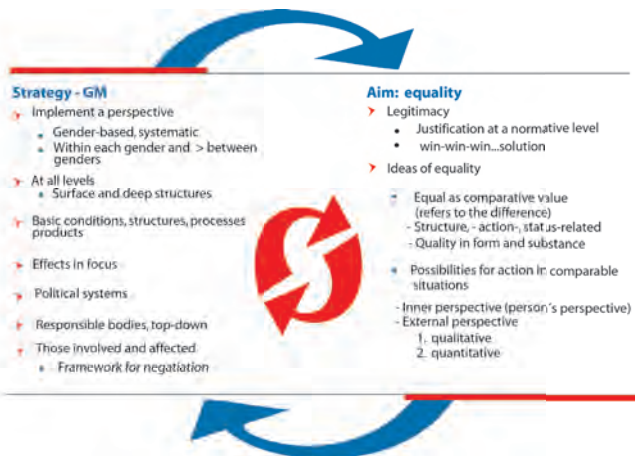 Strategy - GM
Implement a perspective
Gender-based, systematic
Within each gender and > between
genders
At all levels
Surface and deep structures
Basic conditions, structures, processes
products
Effects in focus
Political systems
Responsible bodies, top-down
Those involved and affected
Framework for negatiation
Aim: equality
Legitimacy
Justification at a normative level
win-win-win...solution
Ideas of equality
Equal as comparative value
(refers to the difference)
- Structure, - action-, status-related
- Quality in form and substance
Possibilities for action in comparable
situations
- Inner perspective (person´s perspective)
- External perspective
1. qualitative
2. quantitative